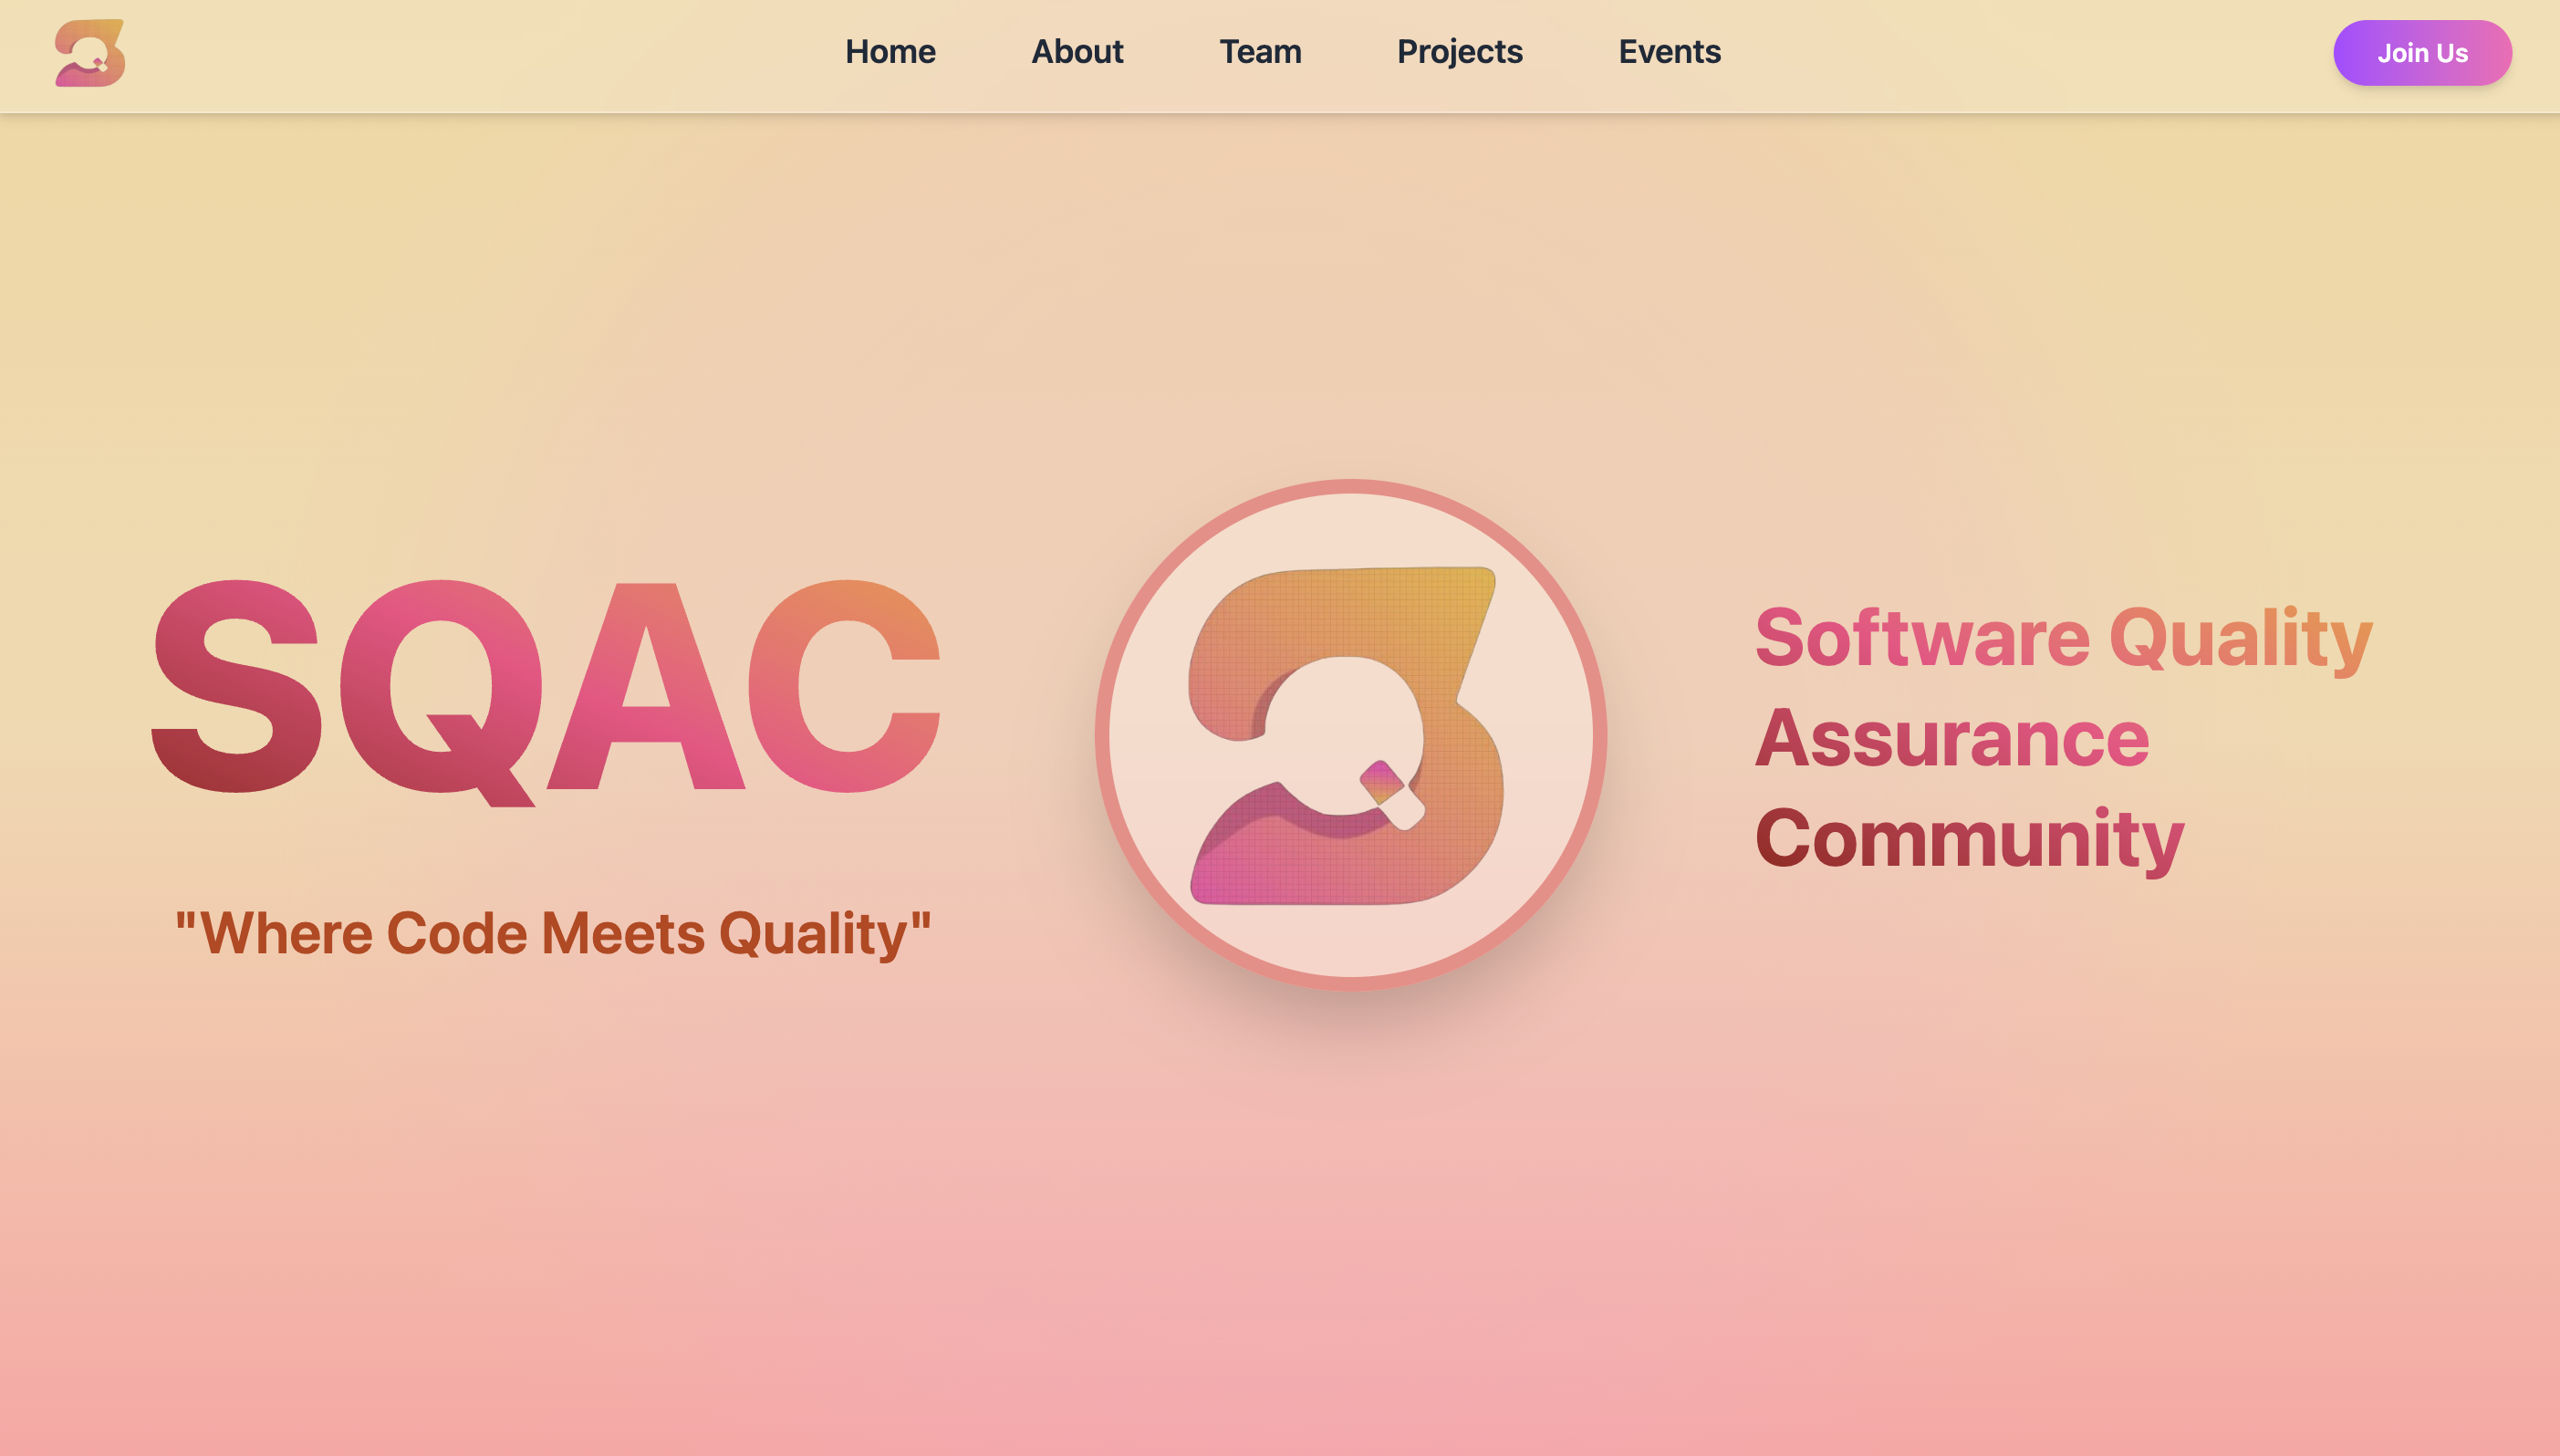 Home About Team Projects Events
Join Us
SQAC
"Where Code Meets Quality"
Software Quality
Assurance
Community